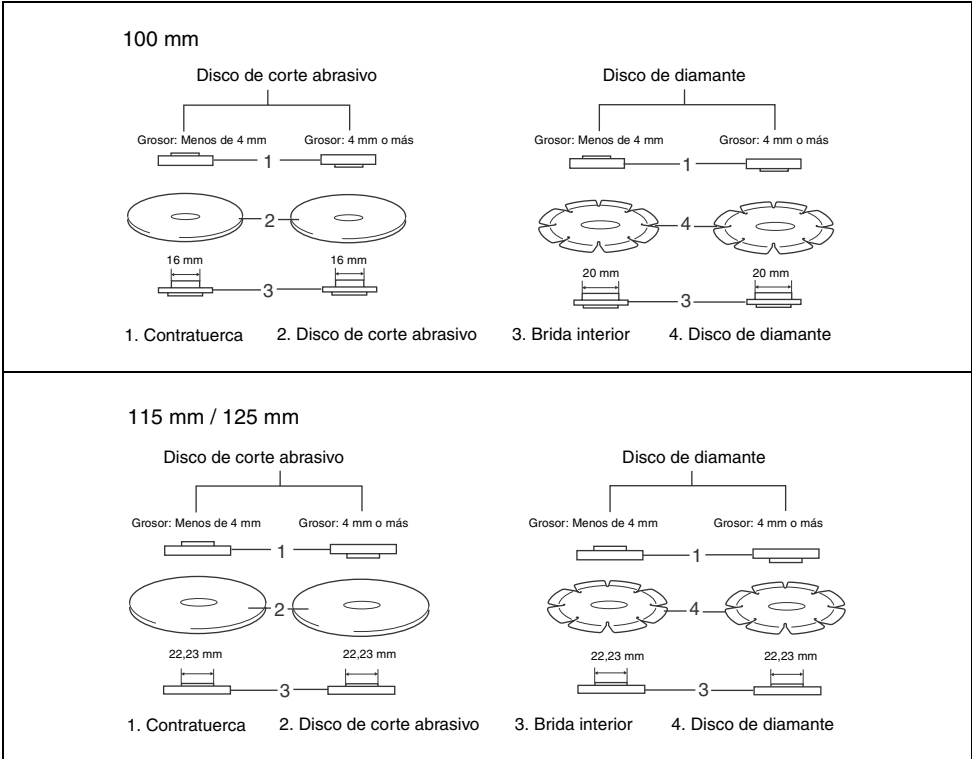 100 mm
Disco de corte abrasivo
Disco de diamante
Grosor: Menos de 4 mm
Grosor: 4 mm o más
Grosor: Menos de 4 mm
Grosor: 4 mm o más
1
1
2
4
16 mm
16 mm
20 mm
20 mm
3
3
1. Contratuerca
2. Disco de corte abrasivo
3. Brida interior
4. Disco de diamante
115 mm / 125 mm
Disco de corte abrasivo
Disco de diamante
Grosor: Menos de 4 mm
Grosor: 4 mm o más
Grosor: Menos de 4 mm
Grosor: 4 mm o más
1
1
2
4
22,23 mm
22,23 mm
22,23 mm
22,23 mm
3
3
1. Contratuerca
2. Disco de corte abrasivo
3. Brida interior
4. Disco de diamante